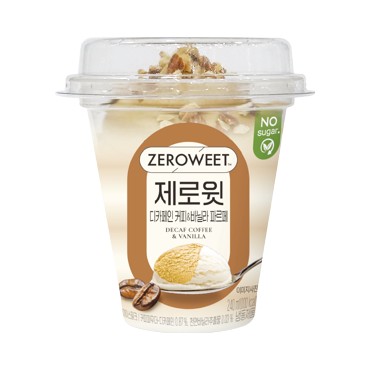 NO
sugar
ZEROWEET™
제로윗
디카페인 커피&바닐라 파르페
DECAF COFFEE
& VANILLA